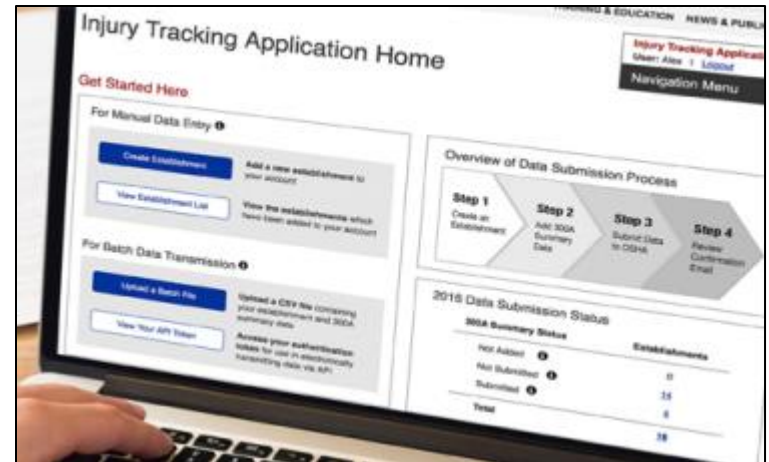 TRAINING & EDUCATION NEWS & PUBLI
Injury Tracking Application Home
Injury Tracking Applicati
User: Alex | Logout
Navigation Menu
Get Started Here
For Manual Data Entry
Create Establishment
Add a new establishment to
your account
View Establishment List
View the establishments which
have been added to your account
For Batch Data Transmission
Upload a Batch File
Upload a CSV file containing
your establishment and 300A
summary data
View Your API Token
Access your authentication
token for use in electronically
transmitting data via API
Overview of Data Submission Process
Step 1
Create an
Establishment
Step 2
Add 300A
Summary
Data
Step 3
Submit Data
to OSHA
Step 4
Review
Confirmation
Email
2016 Data Submission Status
300A Summary Status Establishments
Not Added 0
Not Submitted
Submitted
Total